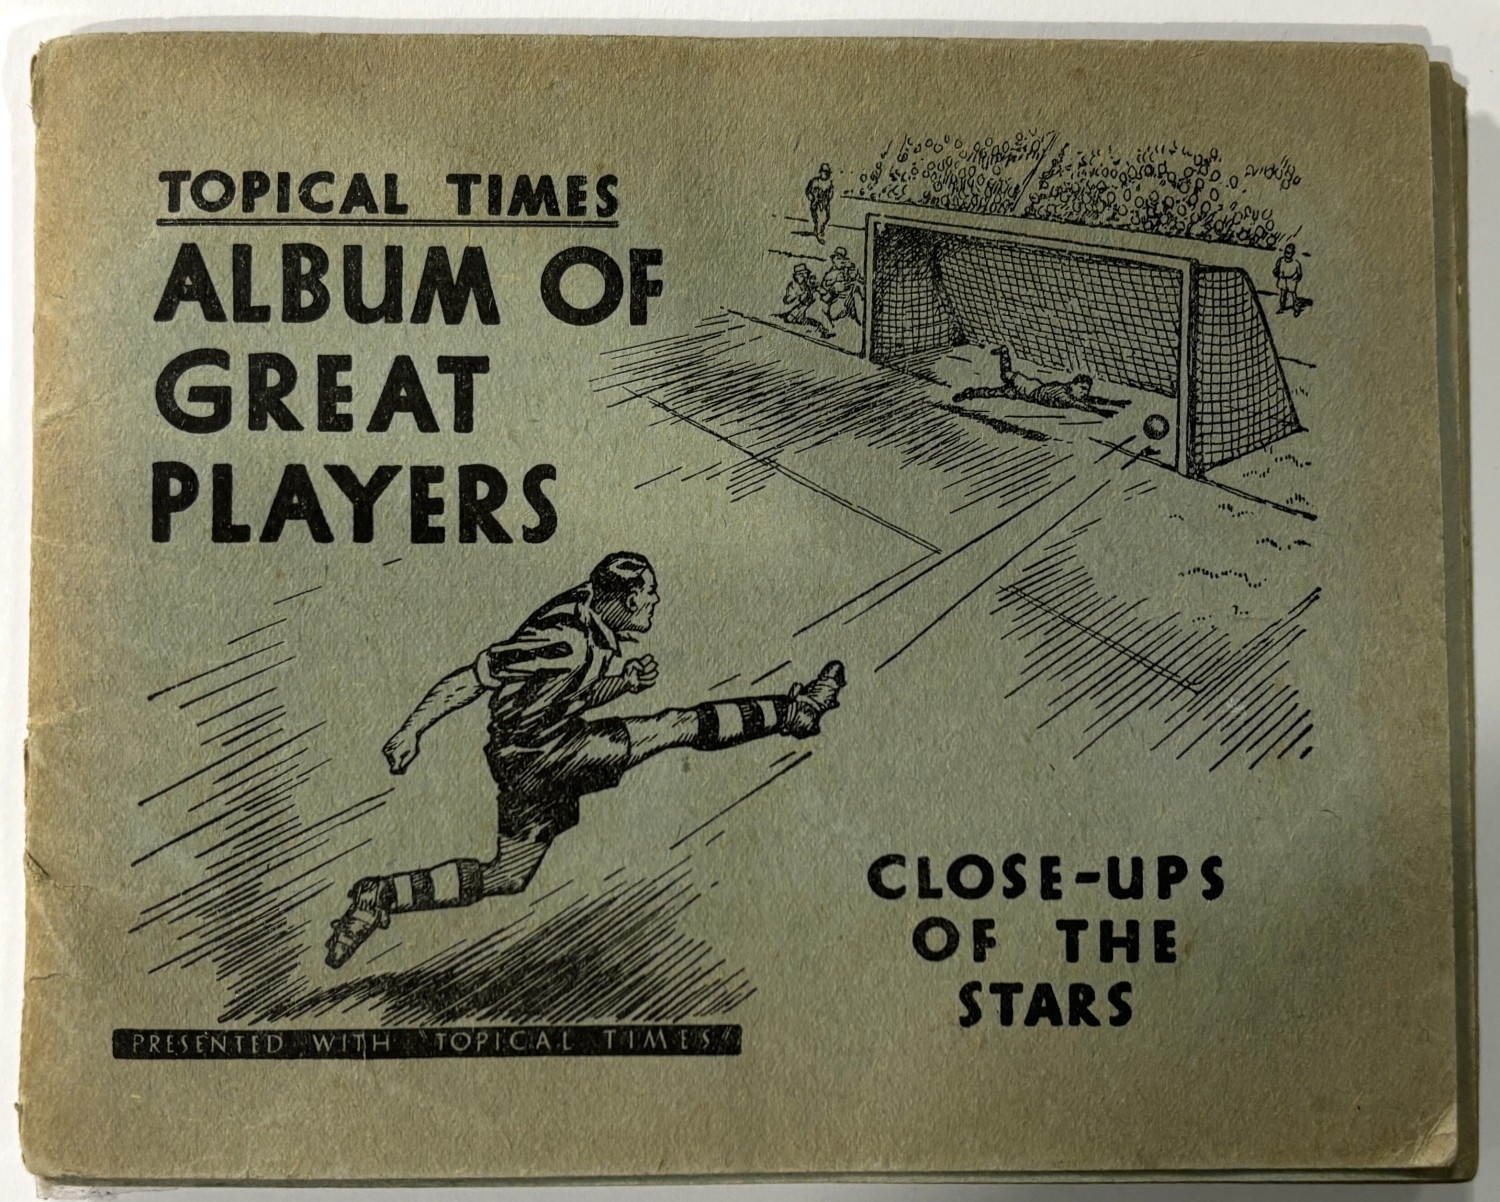 TOPICAL TIMES
ALBUM OF
GREAT
PLAYERS
CLOSE-UPS
OF THE
STARS
PRESENTED WITH "TOPICAL TIMES"